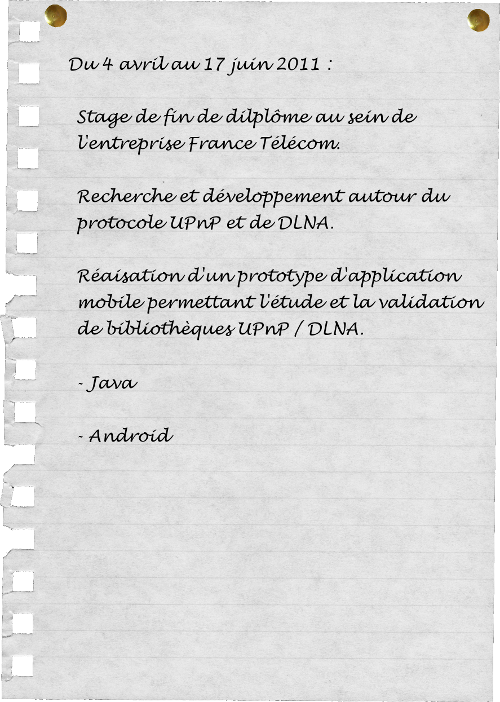 Du 4 avril au 17 juin 2011 :
Stage de fin de dilplôme au sein de
l'entreprise France Télécom.
Recherche et développement autour du
protocole UPnP et de DLNA.
Réaisation d'un prototype d'application
mobile permettant l'étude et la validation
de bibliothèques UPnP / DLNA.
- Java
- Android